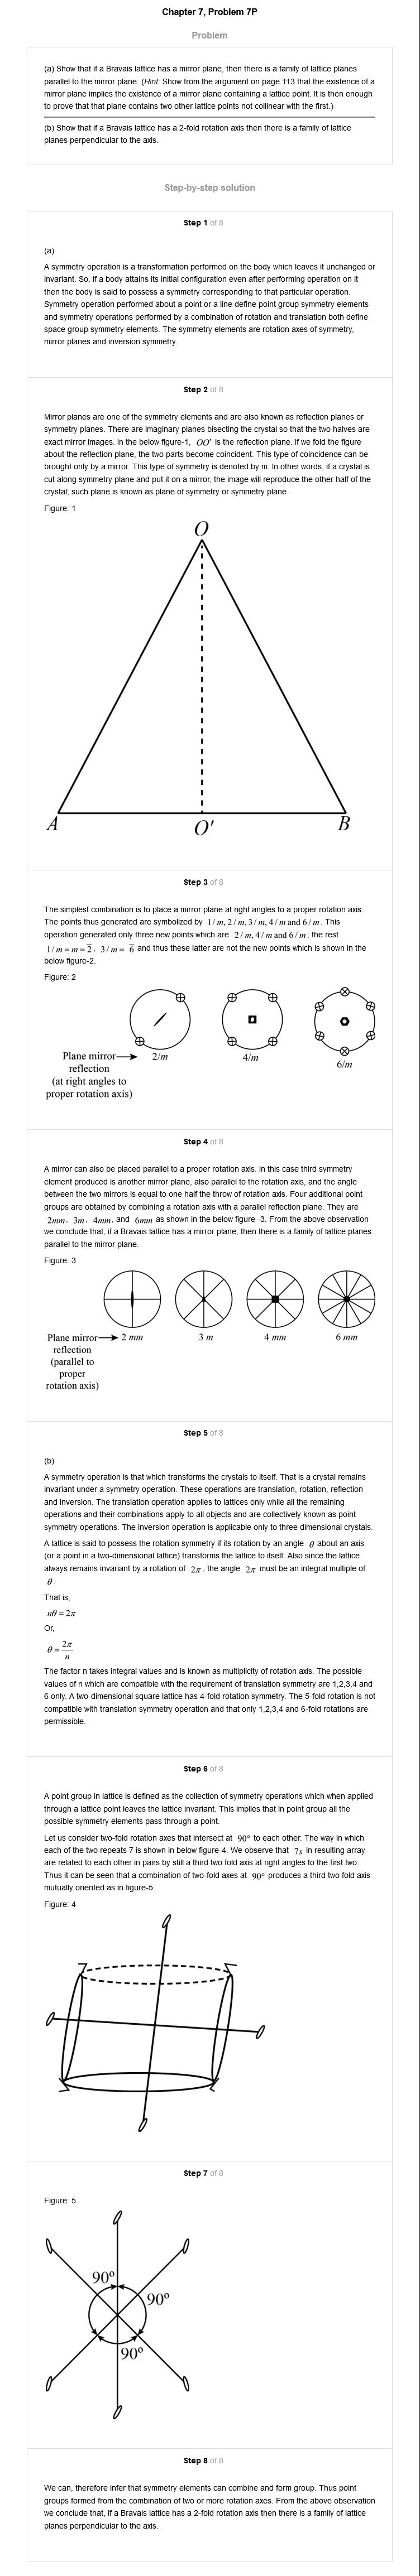 Chapter 7, Problem 7P
Problem
(a) Show that if a Bravais lattice has a mirror plane, then there is a family of lattice planes
parallel to the mirror plane. (Hint: Show from the argument on page 113 that the existence of a
mirror plane implies the existence of a mirror plane containing a lattice point. It is then enough
to prove that that plane contains two other lattice points not collinear with the first.)
(b) Show that if a Bravais lattice has a 2-fold rotation axis then there is a family of lattice
planes perpendicular to the axis.
Step-by-step solution
Step 1 of 8
(a)
A symmetry operation is a transformation performed on the body which leaves it unchanged or
invariant. So, if a body attains its initial configuration even after performing operation on it
then the body is said to possess a symmetry corresponding to that particular operation.
Symmetry operation performed about a point or a line define point group symmetry elements
and symmetry operations performed by a combination of rotation and translation both define
space group symmetry elements. The symmetry elements are rotation axes of symmetry,
mirror planes and inversion symmetry.
Step 2 of 8
Mirror planes are one of the symmetry elements and are also known as reflection planes or
symmetry planes. There are imaginary planes bisecting the crystal so that the two halves are
exact mirror images. In the below figure-1, OO' is the reflection plane. If we fold the figure
about the reflection plane, the two parts become coincident. This type of coincidence can be
brought only by a mirror. This type of symmetry is denoted by m. In other words, if a crystal is
cut along symmetry plane and put it on a mirror, the image will reproduce the other half of the
crystal; such plane is known as plane of symmetry or symmetry plane.
Figure: 1
O
A O' B
Step 3 of 8
The simplest combination is to place a mirror plane at right angles to a proper rotation axis.
The points thus generated are symbolized by 1/m, 2/m, 3/m, 4/m and 6/m. This
operation generated only three new points which are 2/m, 4/m and 6/m; the rest
1/m = m = 2̅, 3/m = 6̅ and thus these latter are not the new points which is shown in the
below figure-2.
Figure: 2
Plane mirror
reflection
(at right angles to
proper rotation axis)
2/m
4/m
6/m
Step 4 of 8
A mirror can also be placed parallel to a proper rotation axis. In this case third symmetry
element produced is another mirror plane, also parallel to the rotation axis, and the angle
between the two mirrors is equal to one half the throw of rotation axis. Four additional point
groups are obtained by combining a rotation axis with a parallel reflection plane. They are
2mm, 3m, 4mm, and 6mm as shown in the below figure -3. From the above observation
we conclude that, if a Bravais lattice has a mirror plane, then there is a family of lattice planes
parallel to the mirror plane.
Figure: 3
Plane mirror
reflection
(parallel to
proper
rotation axis)
2 mm
3 m
4 mm
6 mm
Step 5 of 8
(b)
A symmetry operation is that which transforms the crystals to itself. That is a crystal remains
invariant under a symmetry operation. These operations are translation, rotation, reflection
and inversion. The translation operation applies to lattices only while all the remaining
operations and their combinations apply to all objects and are collectively known as point
symmetry operations. The inversion operation is applicable only to three dimensional crystals.
A lattice is said to possess the rotation symmetry if its rotation by an angle θ about an axis
(or a point in a two-dimensional lattice) transforms the lattice to itself. Also since the lattice
always remains invariant by a rotation of 2π, the angle 2π must be an integral multiple of
θ.
That is,
nθ = 2π
Or,
θ = 2π/n
The factor n takes integral values and is known as multiplicity of rotation axis. The possible
values of n which are compatible with the requirement of translation symmetry are 1,2,3,4 and
6 only. A two-dimensional square lattice has 4-fold rotation symmetry. The 5-fold rotation is not
compatible with translation symmetry operation and that only 1,2,3,4 and 6-fold rotations are
permissible.
Step 6 of 8
A point group in lattice is defined as the collection of symmetry operations which when applied
through a lattice point leaves the lattice invariant. This implies that in point group all the
possible symmetry elements pass through a point.
Let us consider two-fold rotation axes that intersect at 90° to each other. The way in which
each of the two repeats 7 is shown in below figure-4. We observe that 7s in resulting array
are related to each other in pairs by still a third two fold axis at right angles to the first two.
Thus it can be seen that a combination of two-fold axes at 90° produces a third two fold axis
mutually oriented as in figure-5.
Figure: 4
Step 7 of 8
Figure: 5
90°
90°
90°
Step 8 of 8
We can, therefore infer that symmetry elements can combine and form group. Thus point
groups formed from the combination of two or more rotation axes. From the above observation
we conclude that, if a Bravais lattice has a 2-fold rotation axis then there is a family of lattice
planes perpendicular to the axis.